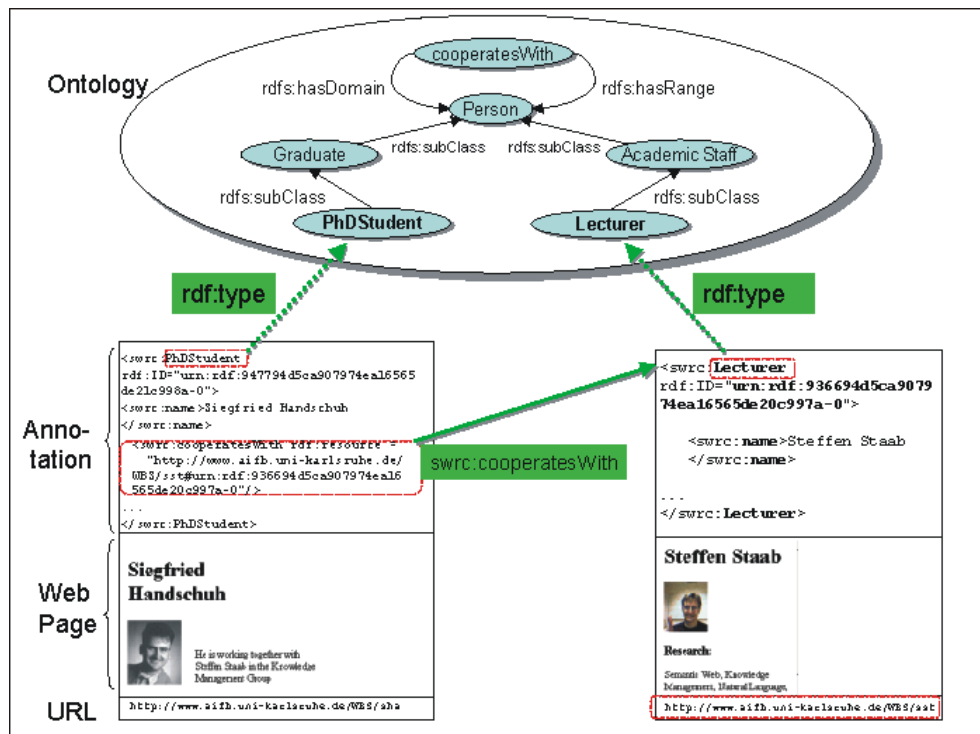 Ontology
cooperatesWith
rdfs:hasDomain
rdfs:hasRange
Person
Graduate
rdfs:subClass
rdfs:subClass
Academic Staff
rdfs:subClass
rdfs:subClass
PhDStudent
Lecturer
rdf:type
rdf:type
Anno-
tation
<swrc:PhDStudent
rdf:ID="urn:rdf:947794d5ca907974ea16565
de21c998a-0">
<swrc:name>Siegfried Handschuh
</swrc:name>
<swrc:cooperatesWith rdf:resource =
"http://www.aifb.uni-karlsruhe.de/
WBS/sst#urn:rdf:936694d5ca907974ea16
565de20c997a-0"/>
...
</swrc:PhDStudent>
swrc:cooperatesWith
<swrc:Lecturer
rdf:ID="urn:rdf:936694d5ca9079
74ea16565de20c997a-0">
<swrc:name>Steffen Staab
</swrc:name>
...
</swrc:Lecturer>
Web
Page
Siegfried
Handschuh
He is working together with
Steffen Staab in the Knowledge
Management Group
Steffen Staab
Research:
Semantic Web, Knowledge
Management, Natural Language,
URL
http://www.aifb.uni-karlsruhe.de/WBS/sha
http://www.aifb.uni-karlsruhe.de/WBS/sst